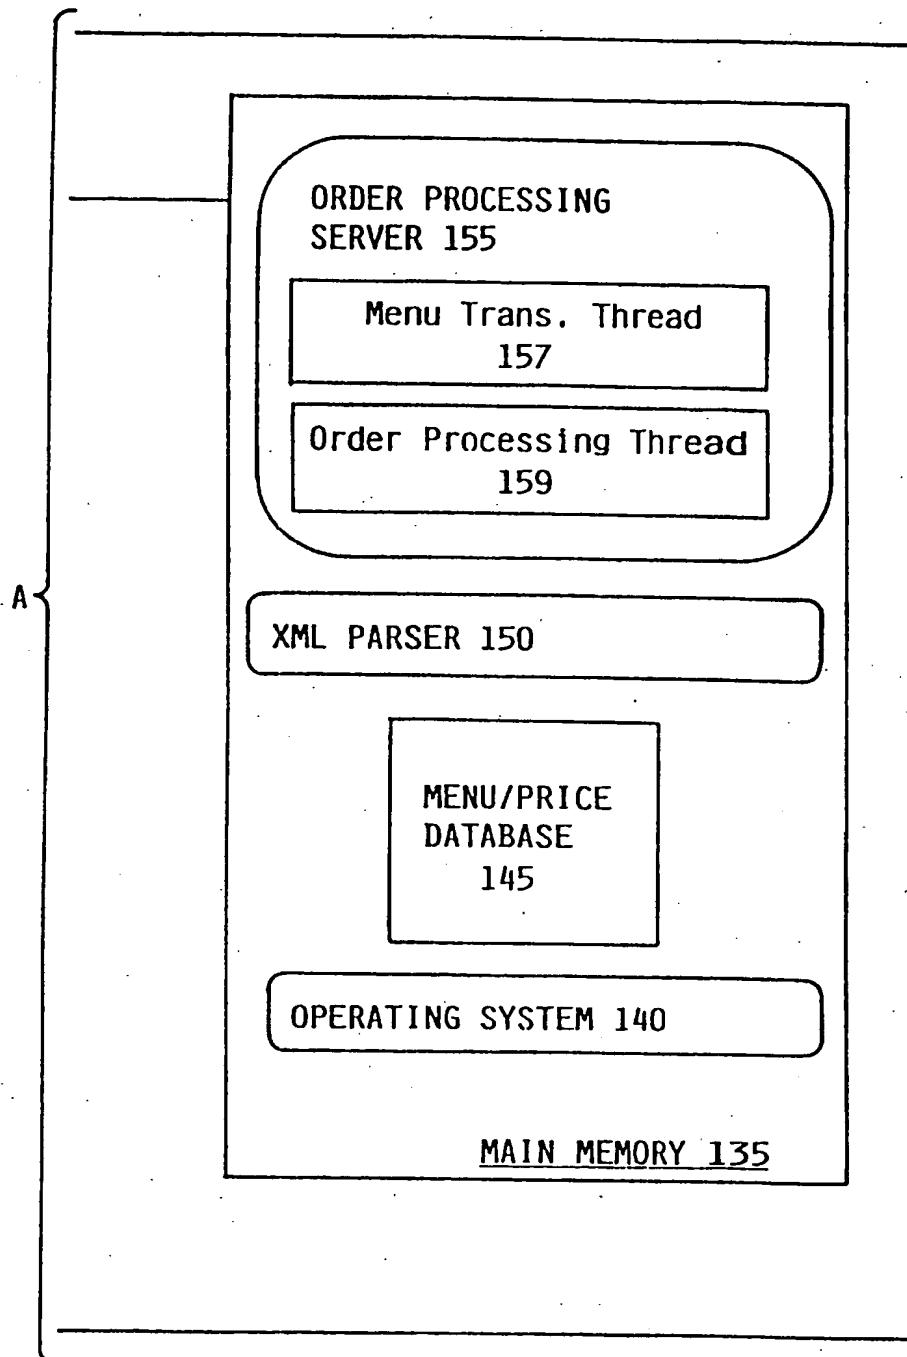 ORDER PROCESSING
SERVER 155
Menu Trans. Thread
157
Order Processing Thread
159
A
XML PARSER 150
MENU/PRICE
DATABASE
145
OPERATING SYSTEM 140
MAIN MEMORY 135